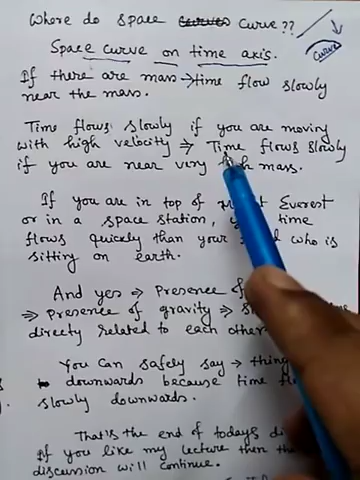 Where do space curve??
curve
Space curve on time axis.
If there are mass → time flow slowly
near the mass.
Time flows slowly if you are moving
with high velocity ⇒ Time flows slowly
if you are near very mass.
If you are in top of Everest
or in a space station, time
flows quickly than your who is
sitting on earth.
And yes ⇒ Presence of
⇒ presence of gravity ⇒
directly related to each other
You can safely say → thing
downwards because time
slowly downwards.
That's the end of todays
If you like my lecture then
discussion will continue.